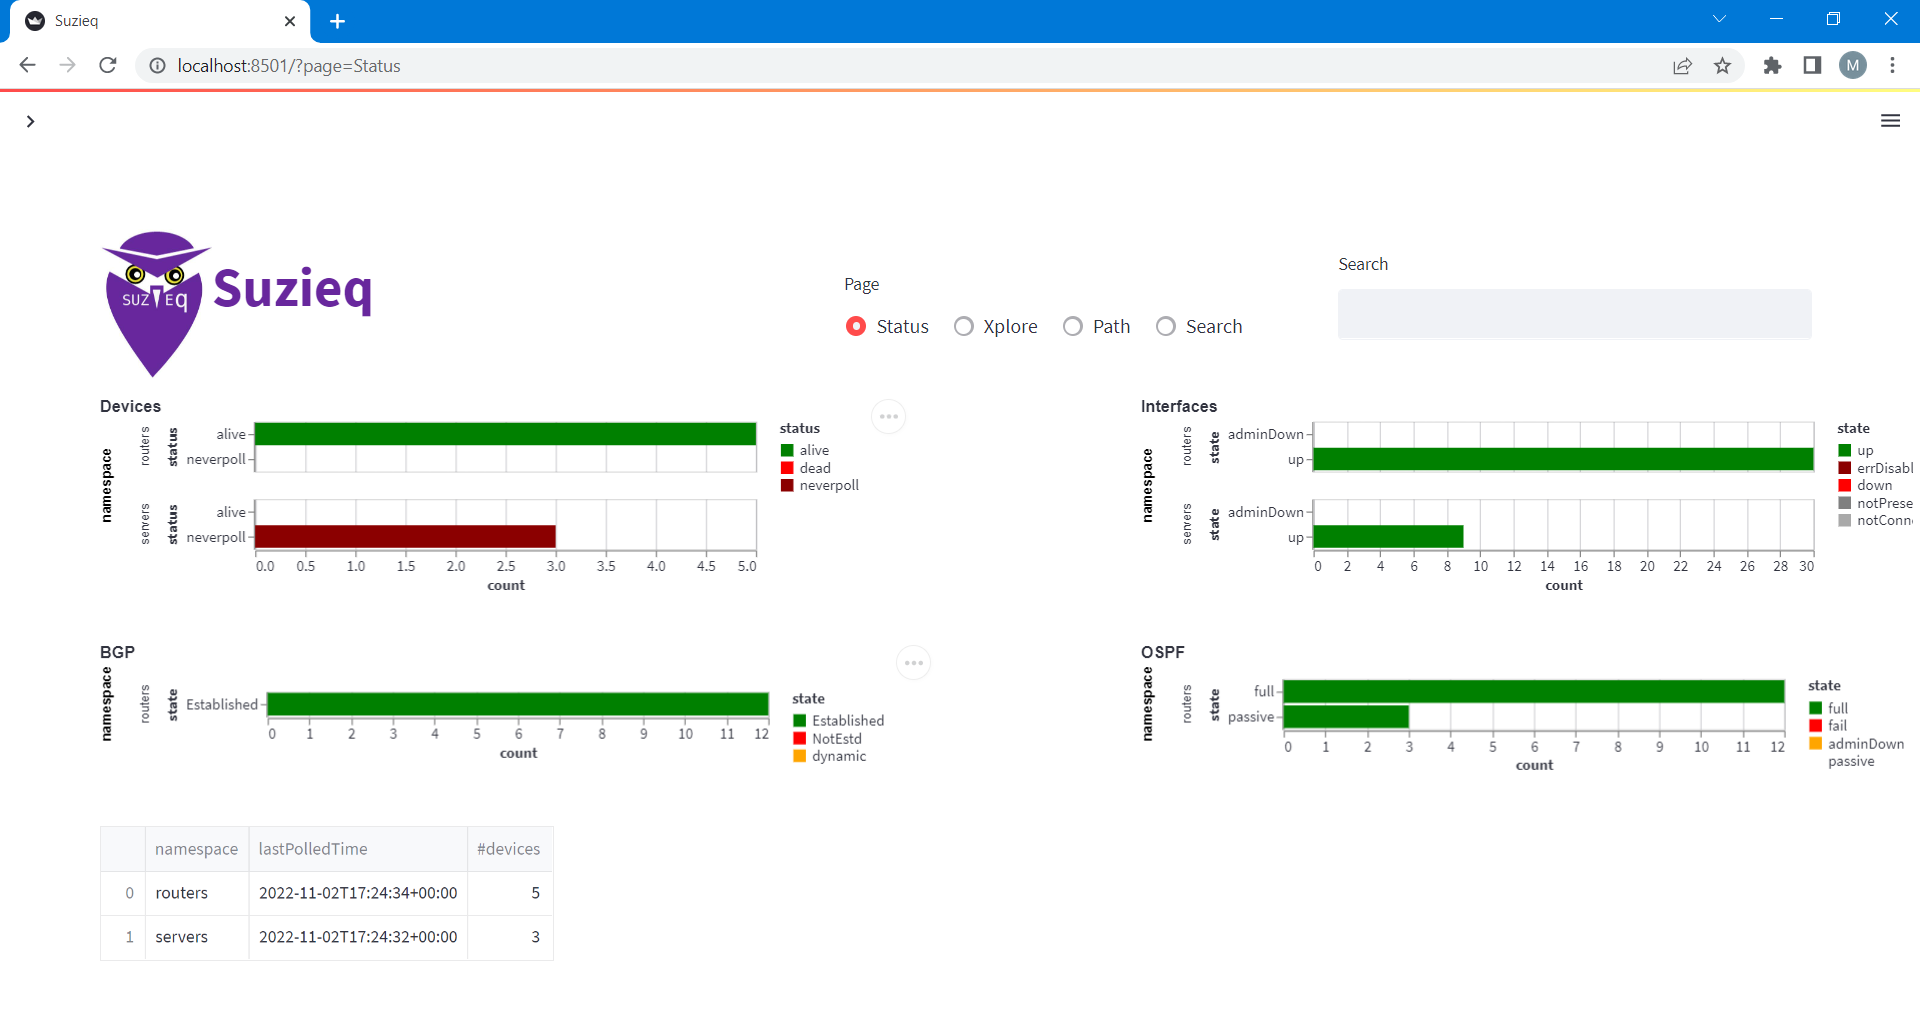 Suzieq
localhost:8501/?page=Status
M
SUZIEq
Suzieq
Page
Status
Xplore
Path
Search
Search
Devices
namespace
routers
status
alive
neverpoll
servers
status
alive
neverpoll
0.0 0.5 1.0 1.5 2.0 2.5 3.0 3.5 4.0 4.5 5.0
count
status
alive
dead
neverpoll
Interfaces
namespace
routers
state
adminDown
up
servers
state
adminDown
up
0 2 4 6 8 10 12 14 16 18 20 22 24 26 28 30
count
state
up
errDisabl
down
notPrese
notConn
BGP
namespace
routers
state
Established
0 1 2 3 4 5 6 7 8 9 10 11 12
count
state
Established
NotEstd
dynamic
OSPF
namespace
routers
state
full
passive
0 1 2 3 4 5 6 7 8 9 10 11 12
count
state
full
fail
adminDown
passive
namespace lastPolledTime #devices
0 routers 2022-11-02T17:24:34+00:00 5
1 servers 2022-11-02T17:24:32+00:00 3